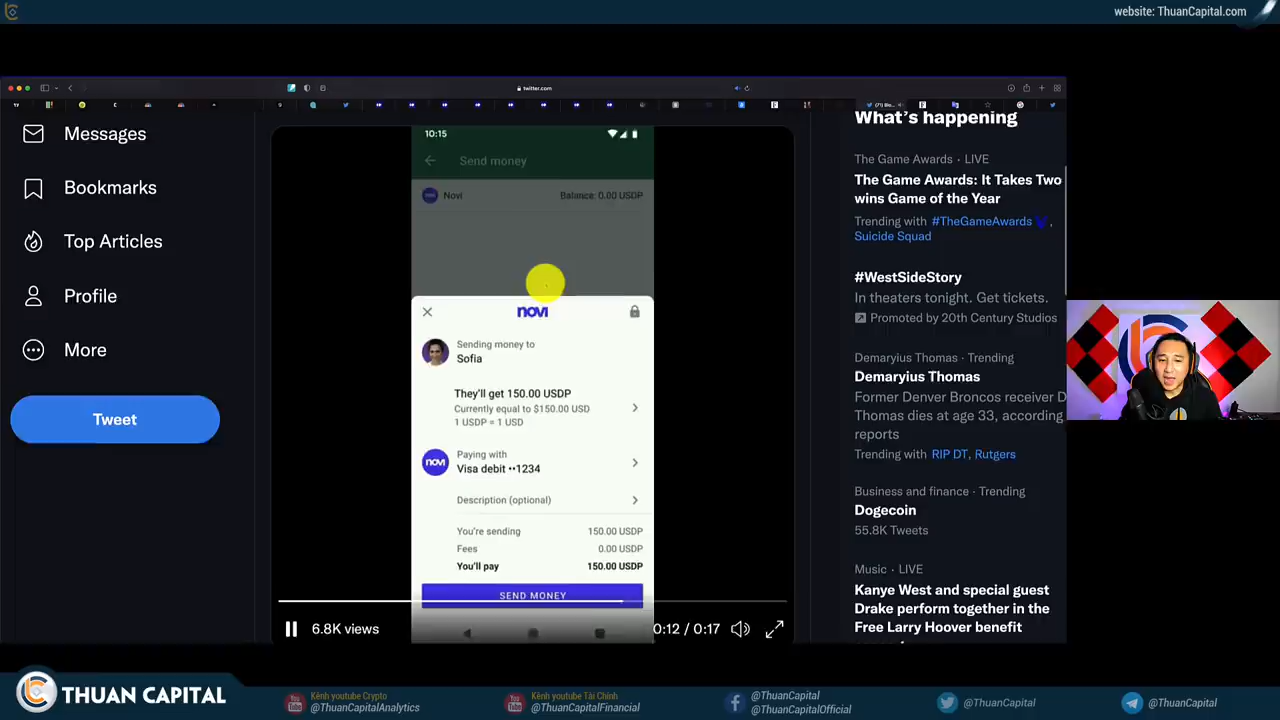 website: ThuanCapital.com
twitter.com
Messages
Bookmarks
Top Articles
Profile
More
Tweet
10:15
Send money
Novi
Balance: 0.00 USDP
novi
Sending money to
Sofia
They'll get 150.00 USDP
Currently equal to $150.00 USD
1 USDP = 1 USD
novi
Paying with
Visa debit ••1234
Description (optional)
You're sending 150.00 USDP
Fees 0.00 USDP
You'll pay 150.00 USDP
SEND MONEY
6.8K views
0:12 / 0:17
What's happening
The Game Awards · LIVE
The Game Awards: It Takes Two
wins Game of the Year
Trending with #TheGameAwards ,
Suicide Squad
#WestSideStory
In theaters tonight. Get tickets.
Promoted by 20th Century Studios
Demaryius Thomas · Trending
Demaryius Thomas
Former Denver Broncos receiver D
Thomas dies at age 33, according
reports
Trending with RIP DT, Rutgers
Business and finance · Trending
Dogecoin
55.8K Tweets
Music · LIVE
Kanye West and special guest
Drake perform together in the
Free Larry Hoover benefit
THUAN CAPITAL
Kênh youtube Crypto
@ThuanCapitalAnalytics
Kênh youtube Tài Chính
@ThuanCapitalFinancial
@ThuanCapital
@ThuanCapitalOfficial
@ThuanCapital
@ThuanCapital